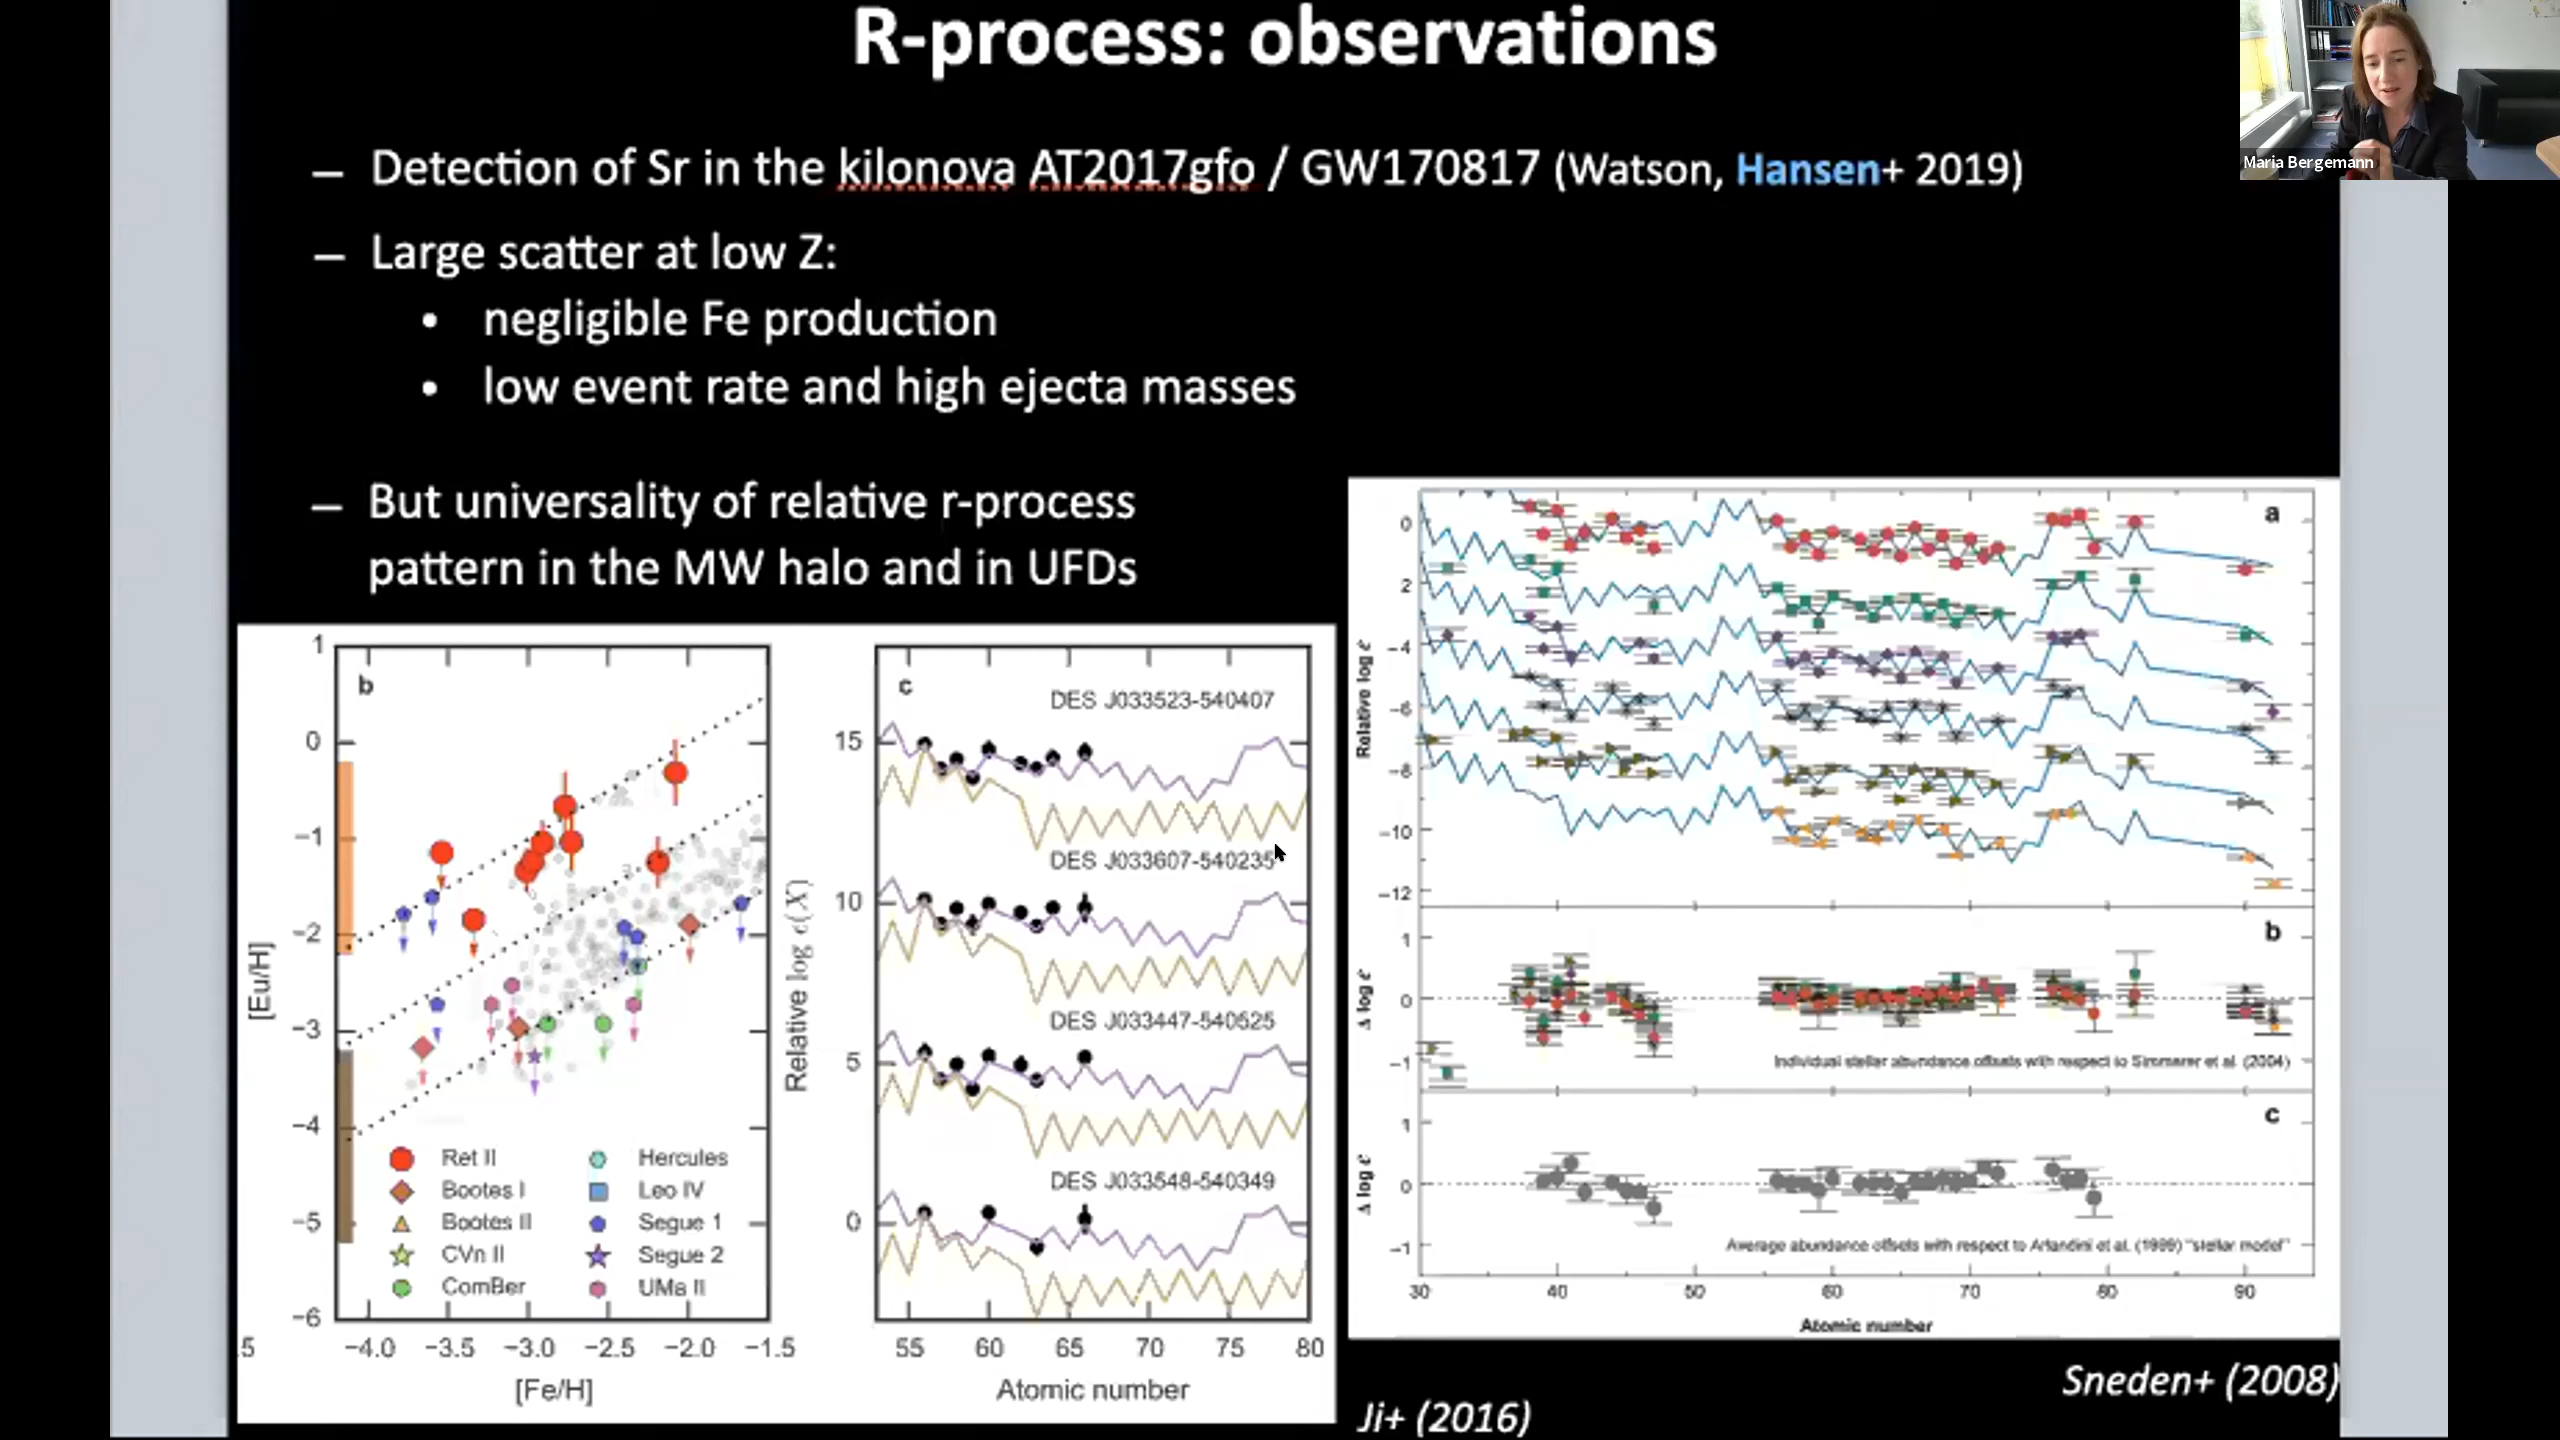 R-process: observations
Maria Bergemann
– Detection of Sr in the kilonova AT2017gfo / GW170817 (Watson, Hansen+ 2019)
– Large scatter at low Z:
• negligible Fe production
• low event rate and high ejecta masses
– But universality of relative r-process
pattern in the MW halo and in UFDs
b
1
0
−1
−2
−3
−4
−5
−6
[Eu/H]
Ret II
Bootes I
Bootes II
CVn II
ComBer
Hercules
Leo IV
Segue 1
Segue 2
UMa II
.5
−4.0 −3.5 −3.0 −2.5 −2.0 −1.5
[Fe/H]
c
DES J033523-540407
DES J033607-540235
DES J033447-540525
DES J033548-540349
15
10
5
0
Relative log ϵ(X)
55 60 65 70 75 80
Atomic number
a
0
2
−4
−6
−8
−10
−12
Relative log ϵ
b
1
0
−1
Δ log ϵ
Individual stellar abundance offsets with respect to Simmerer et al. (2004)
c
1
0
−1
Δ log ϵ
Average abundance offsets with respect to Arlandini et al. (1999) "stellar model"
30 40 50 60 70 80 90
Atomic number
Sneden+ (2008)
Ji+ (2016)